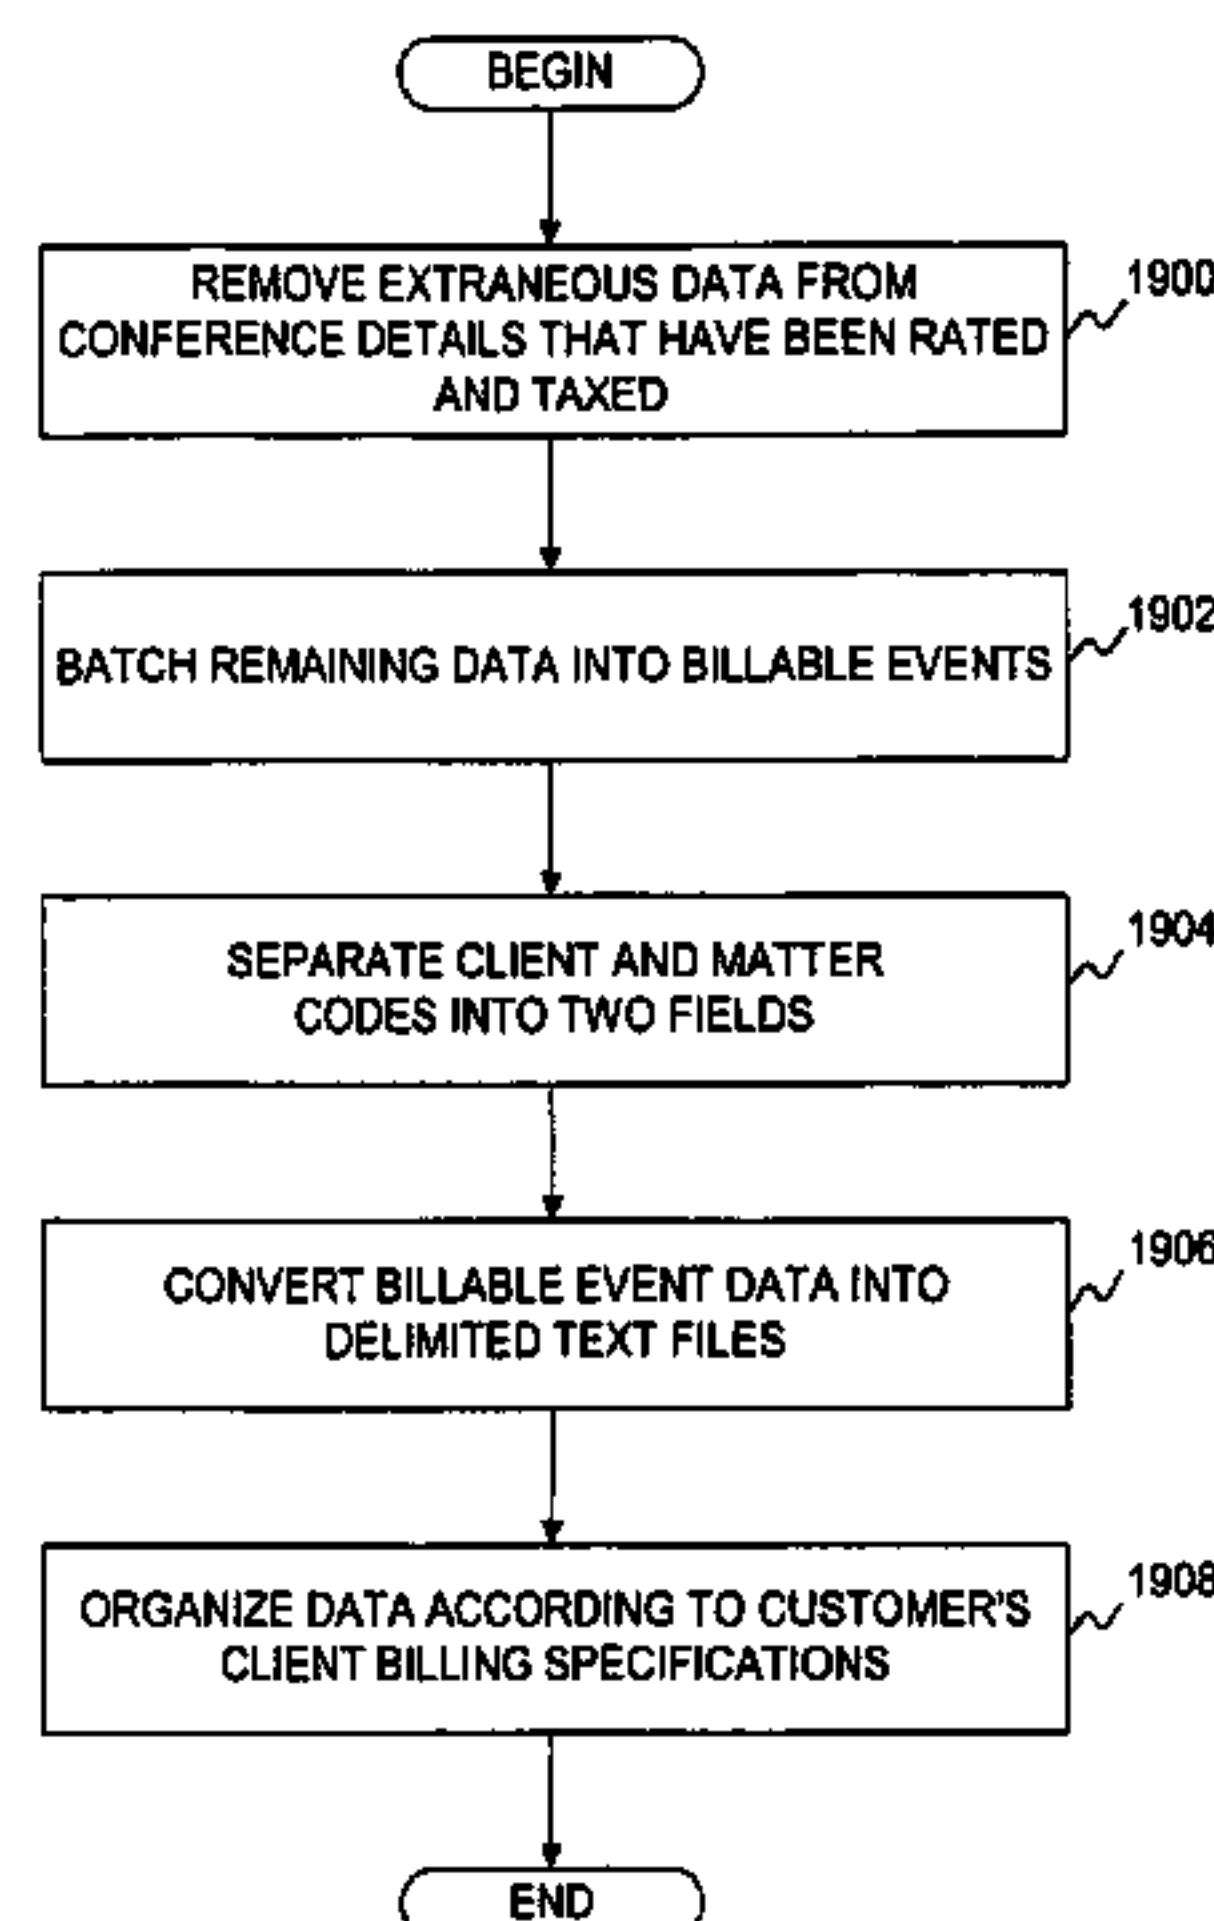 BEGIN
REMOVE EXTRANEOUS DATA FROM
CONFERENCE DETAILS THAT HAVE BEEN RATED
AND TAXED
1900
BATCH REMAINING DATA INTO BILLABLE EVENTS
1902
SEPARATE CLIENT AND MATTER
CODES INTO TWO FIELDS
1904
CONVERT BILLABLE EVENT DATA INTO
DELIMITED TEXT FILES
1906
ORGANIZE DATA ACCORDING TO CUSTOMER'S
CLIENT BILLING SPECIFICATIONS
1908
END